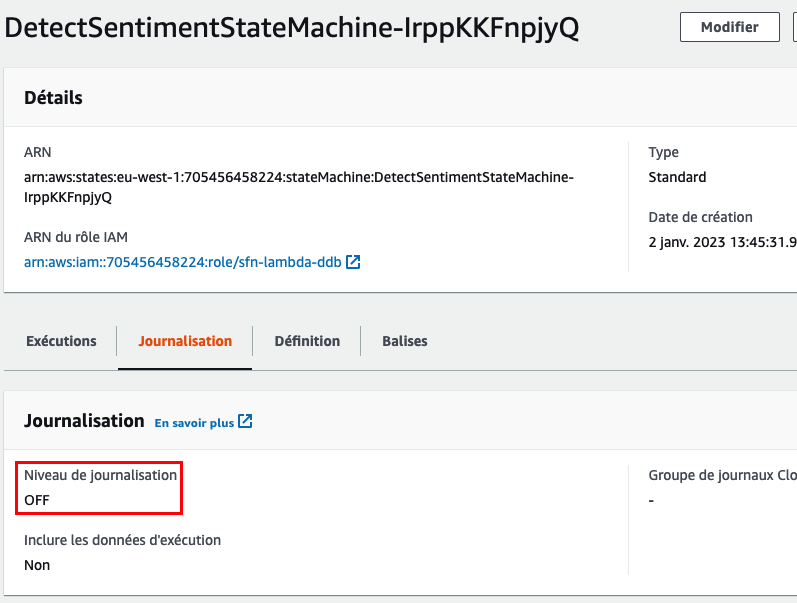 DetectSentimentStateMachine-IrppKKFnpjyQ
Modifier
Détails
ARN
arn:aws:states:eu-west-1:705456458224:stateMachine:DetectSentimentStateMachine-
IrppKKFnpjyQ
ARN du rôle IAM
arn:aws:iam::705456458224:role/sfn-lambda-ddb
Type
Standard
Date de création
2 janv. 2023 13:45:31.9
Exécutions
Journalisation
Définition
Balises
Journalisation En savoir plus
Niveau de journalisation
OFF
Inclure les données d'exécution
Non
Groupe de journaux Clo
-